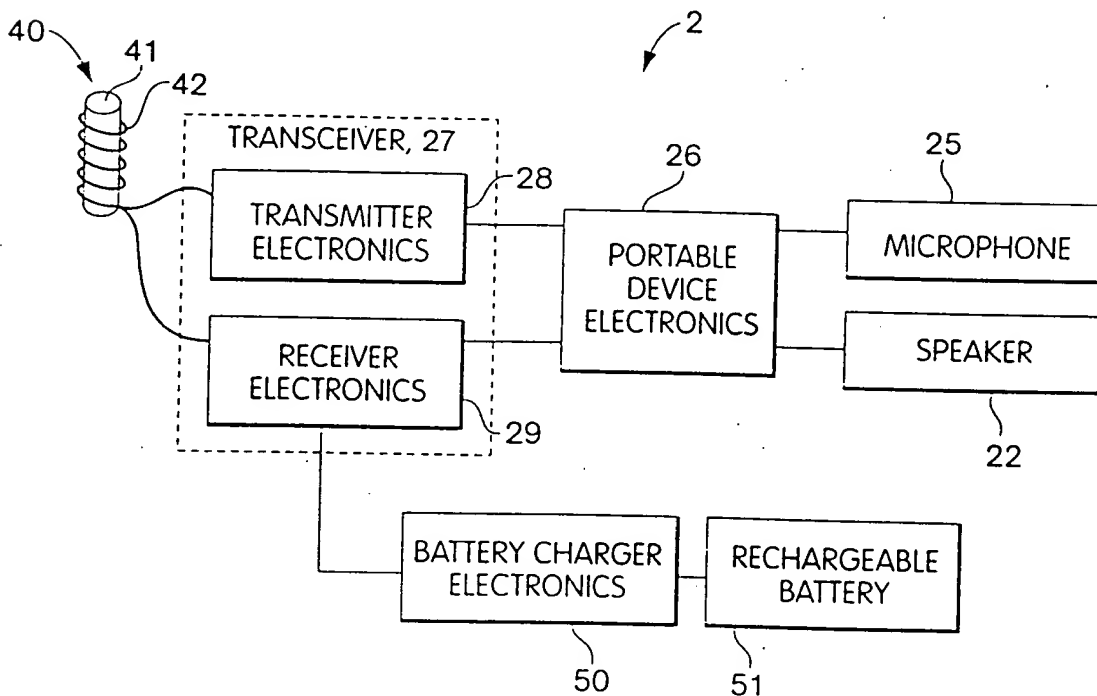 2
40
41
42
TRANSCEIVER, 27
28
TRANSMITTER
ELECTRONICS
26
PORTABLE
DEVICE
ELECTRONICS
25
MICROPHONE
RECEIVER
ELECTRONICS
29
SPEAKER
22
BATTERY CHARGER
ELECTRONICS
50
RECHARGEABLE
BATTERY
51